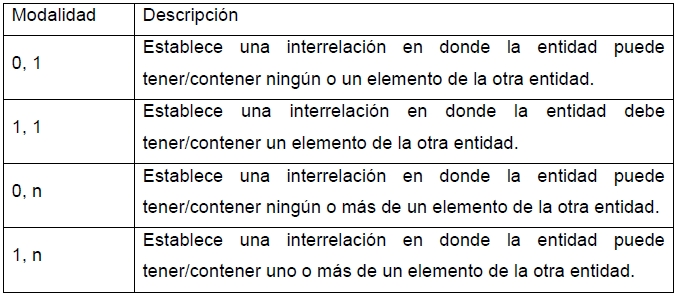 Modalidad Descripción
0, 1
Establece una interrelación en donde la entidad puede
tener/contener ningún o un elemento de la otra entidad.
1, 1
Establece una interrelación en donde la entidad debe
tener/contener un elemento de la otra entidad.
0, n
Establece una interrelación en donde la entidad puede
tener/contener ningún o más de un elemento de la otra entidad.
1, n
Establece una interrelación en donde la entidad puede
tener/contener uno o más de un elemento de la otra entidad.